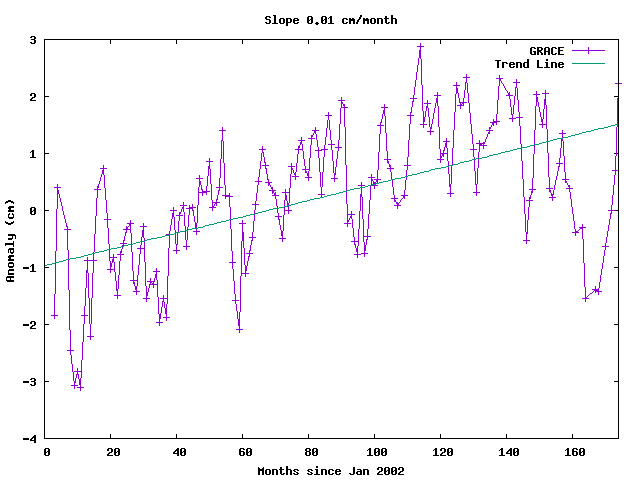 Slope 0.01 cm/month
GRACE
Trend Line
3
2
1
0
-1
-2
-3
-4
Anomaly (cm)
0 20 40 60 80 100 120 140 160
Months since Jan 2002